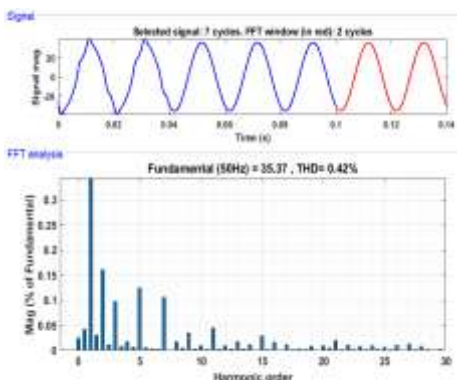 Signal
Selected signal: 7 cycles. FFT window (in red): 2 cycles
Signal mag.
20
0
-20
0 0.02 0.04 0.06 0.08 0.1 0.12 0.14
Time (s)
FFT analysis
Fundamental (50Hz) = 35.37 , THD= 0.42%
Mag (% of Fundamental)
0.3
0.25
0.2
0.15
0.1
0.05
0
0 5 10 15 20 25 30
Harmonic order